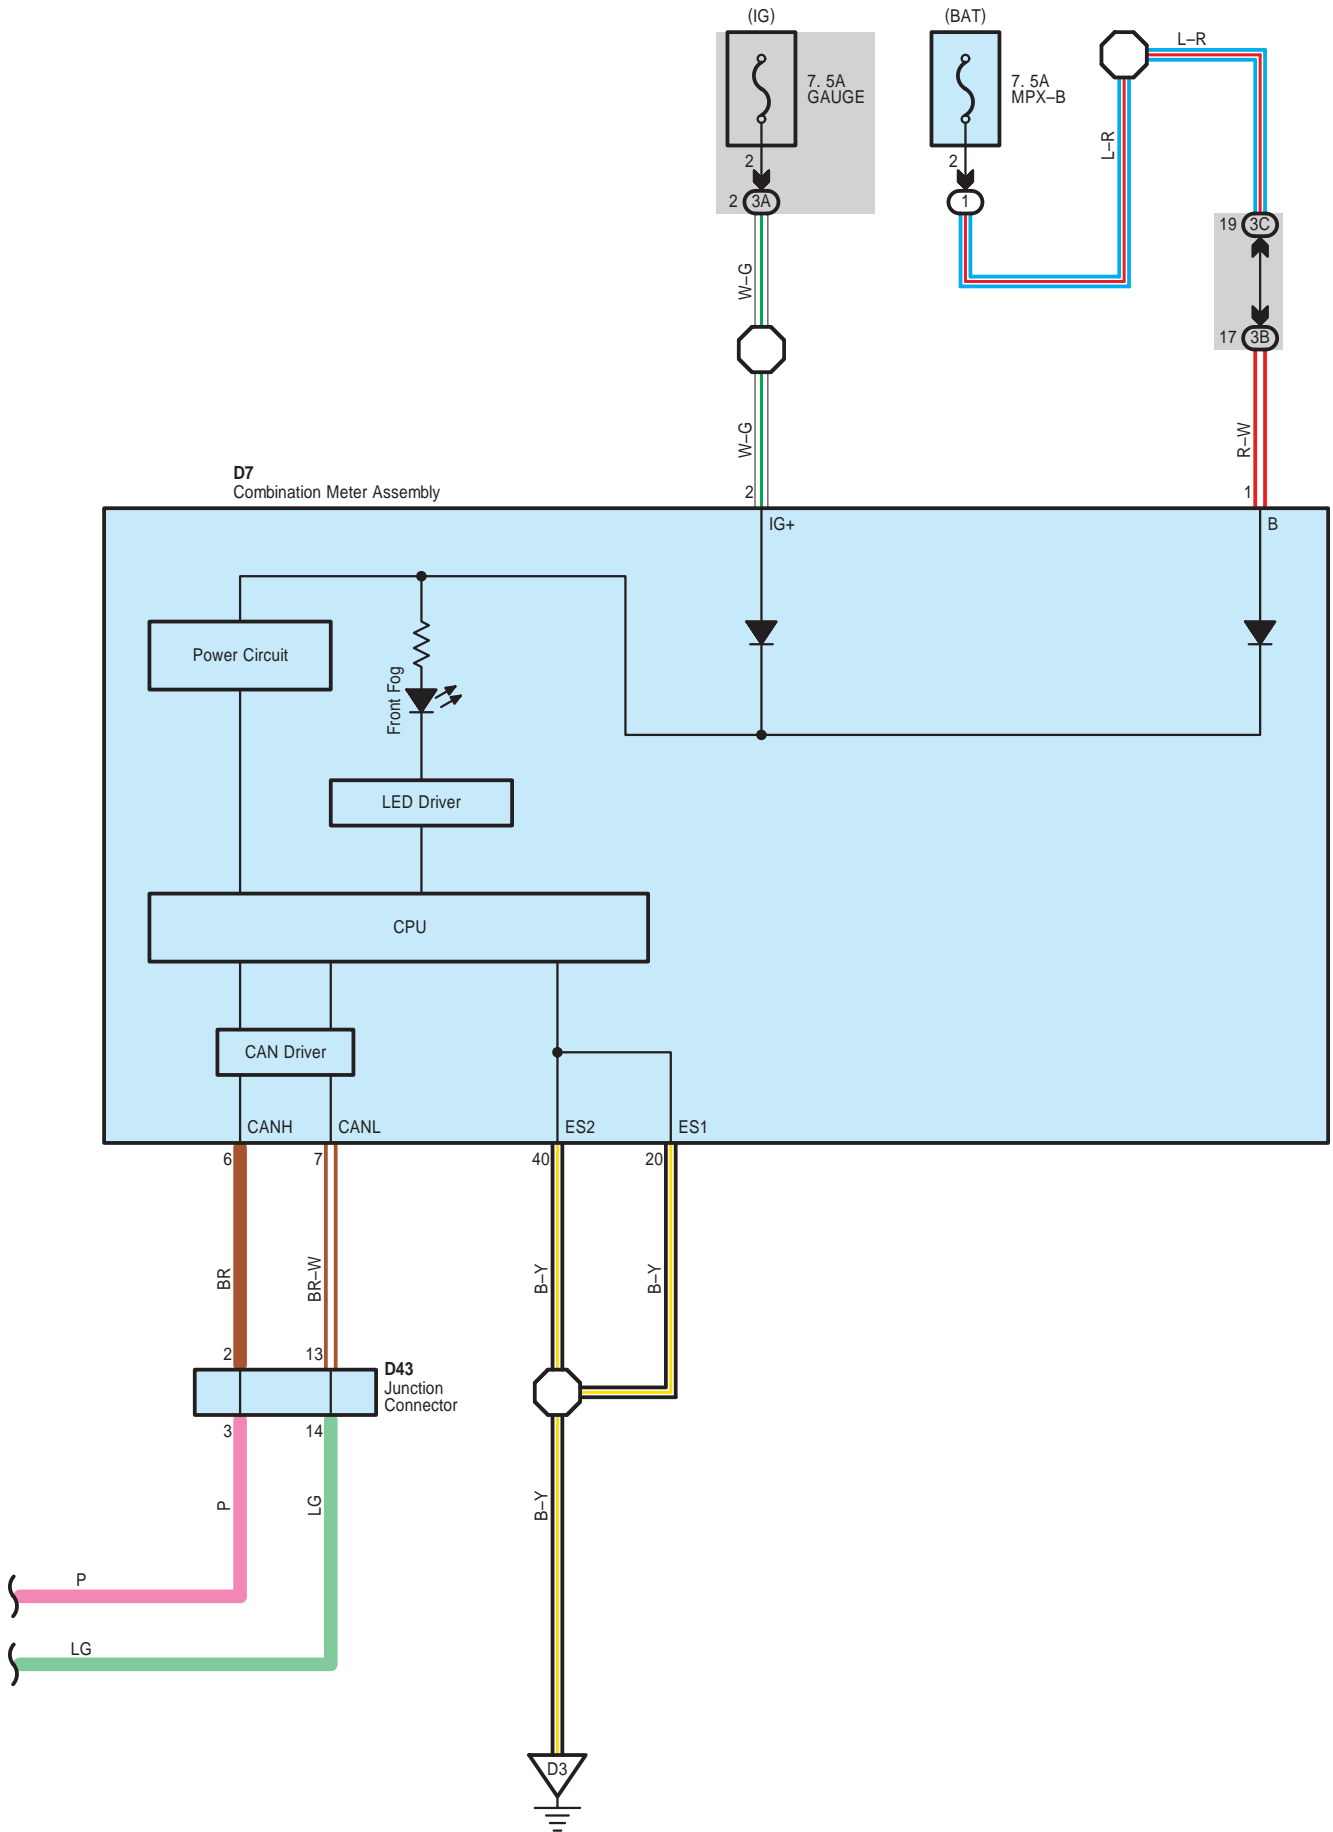 (IG)
(BAT)
L–R
7. 5A
GAUGE
7. 5A
MPX–B
L–R
2
2
2 3A
1
19 3C
W–G
17 3B
W–G
R–W
D7
Combination Meter Assembly
2
1
IG+
B
Power Circuit
Front Fog
LED Driver
CPU
CAN Driver
CANH
CANL
ES2
ES1
6
7
40
20
BR
BR–W
B–Y
B–Y
2
13
D43
Junction
Connector
3
14
P
LG
B–Y
P
LG
D3